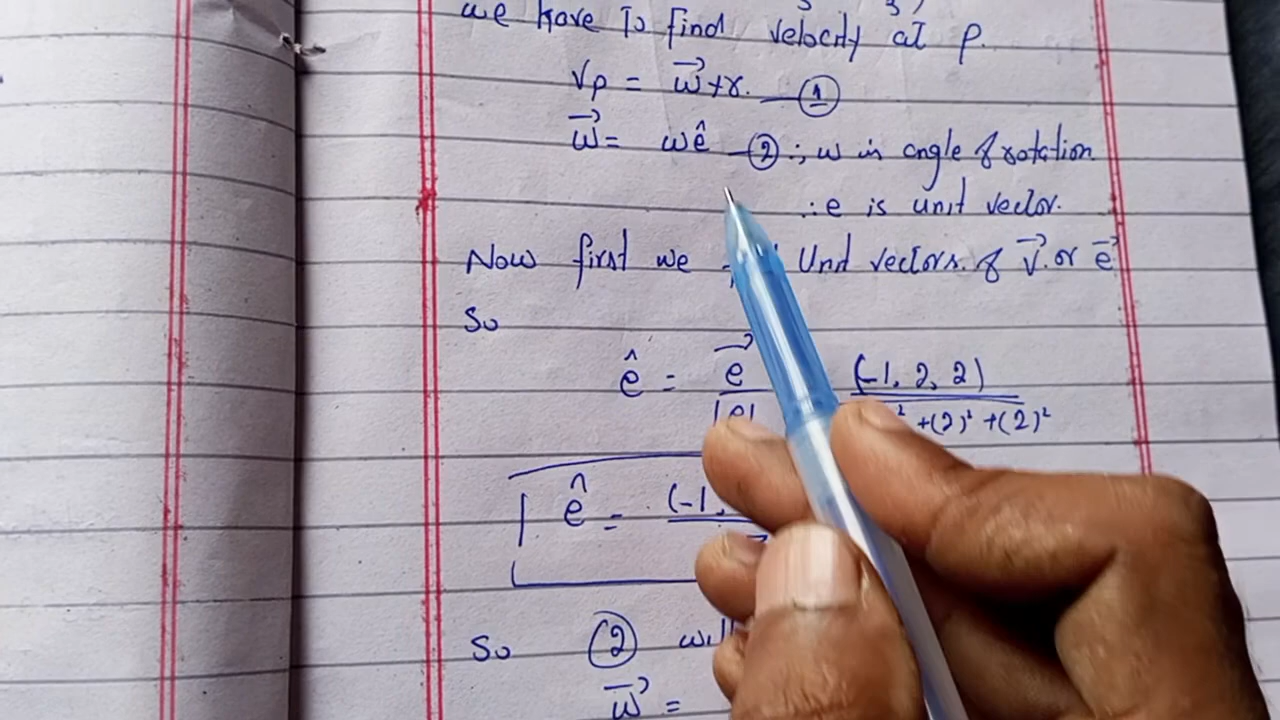 we have To find velocity at P.
Vp = w⃗ × r. — ①
w⃗ = wê — ② ∴ w is angle of rotation.
∴ e is unit vector.
Now first we Unit vectors. of v⃗. or e⃗
So
ê = e⃗ / |e| (-1, 2, 2) / ² + (2)² + (2)²
ê = (-1,
So ②
w⃗ =